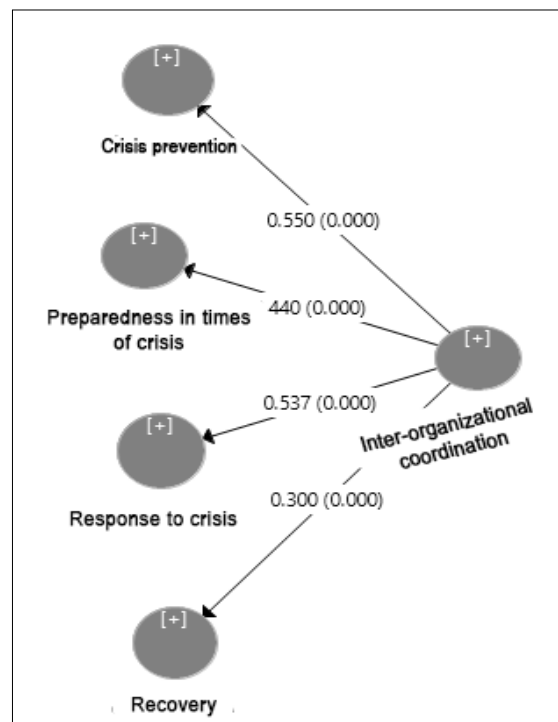 [+]
Crisis prevention
0.550 (0.000)
[+]
440 (0.000)
Preparedness in times
of crisis
[+]
Inter-organizational
coordination
0.537 (0.000)
[+]
Response to crisis
0.300 (0.000)
[+]
Recovery